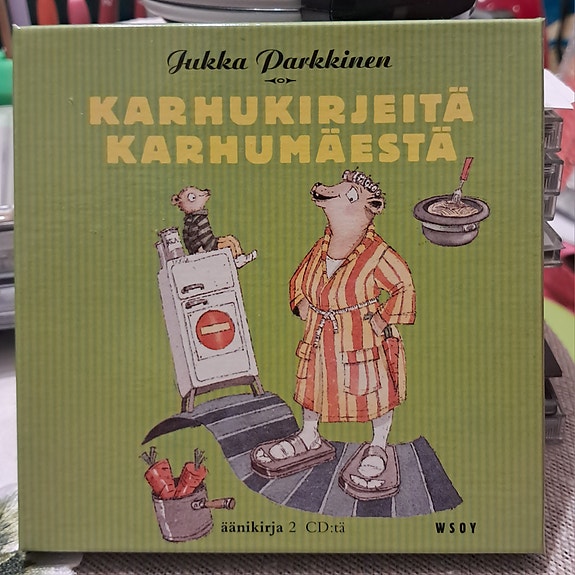 Jukka Parkkinen
KARHUKIRJEITÄ
KARHUMÄESTÄ
äänikirja 2 CD:tä
WSOY